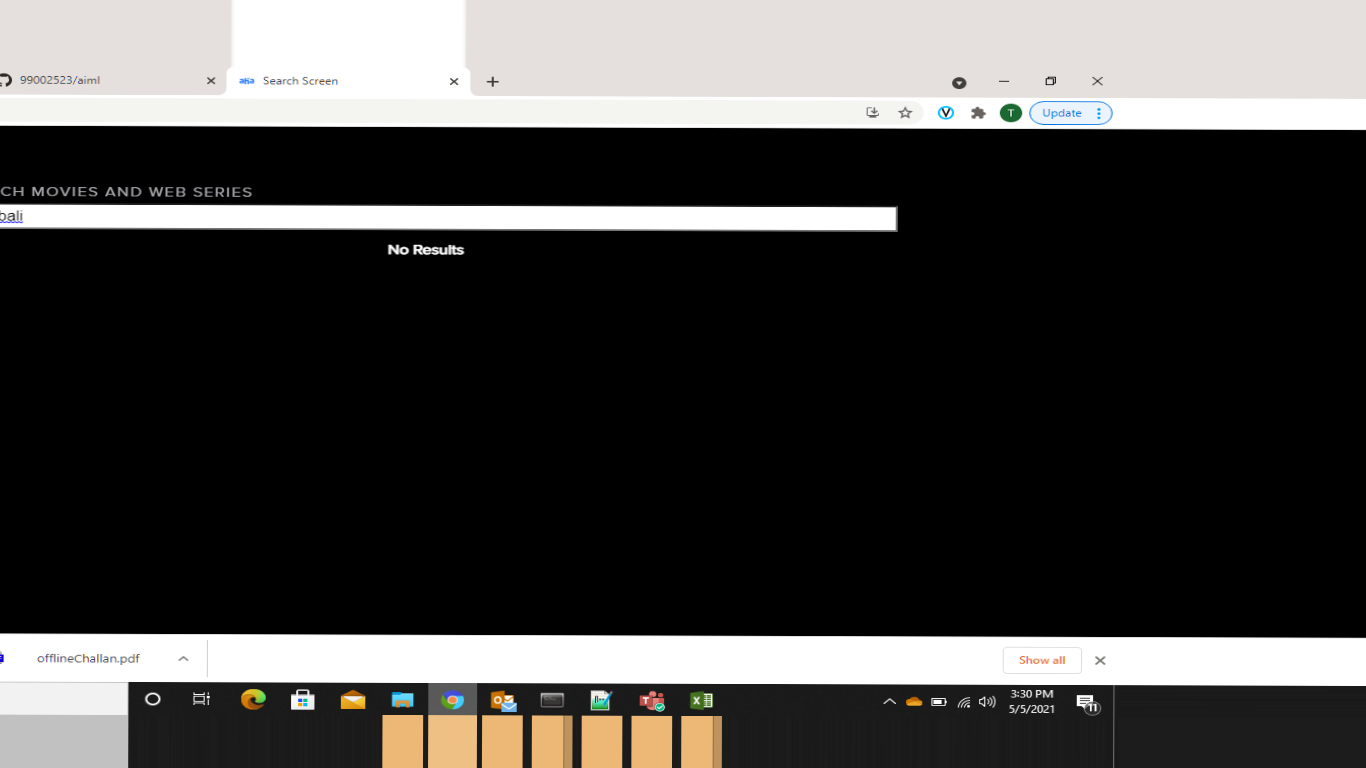 99002523/aiml
aha Search Screen
T Update
CH MOVIES AND WEB SERIES
bali
No Results
offlineChallan.pdf
Show all
3:30 PM
5/5/2021
11